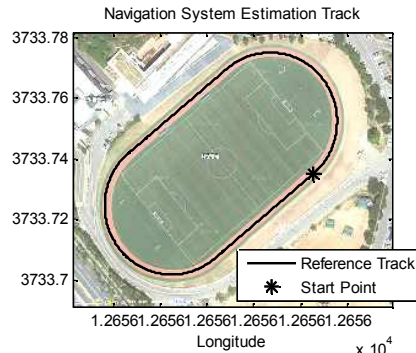 Navigation System Estimation Track
3733.78
3733.76
3733.74
3733.72
3733.7
Reference Track
Start Point
1.26561.26561.26561.26561.26561.2656
Longitude
x 10^4